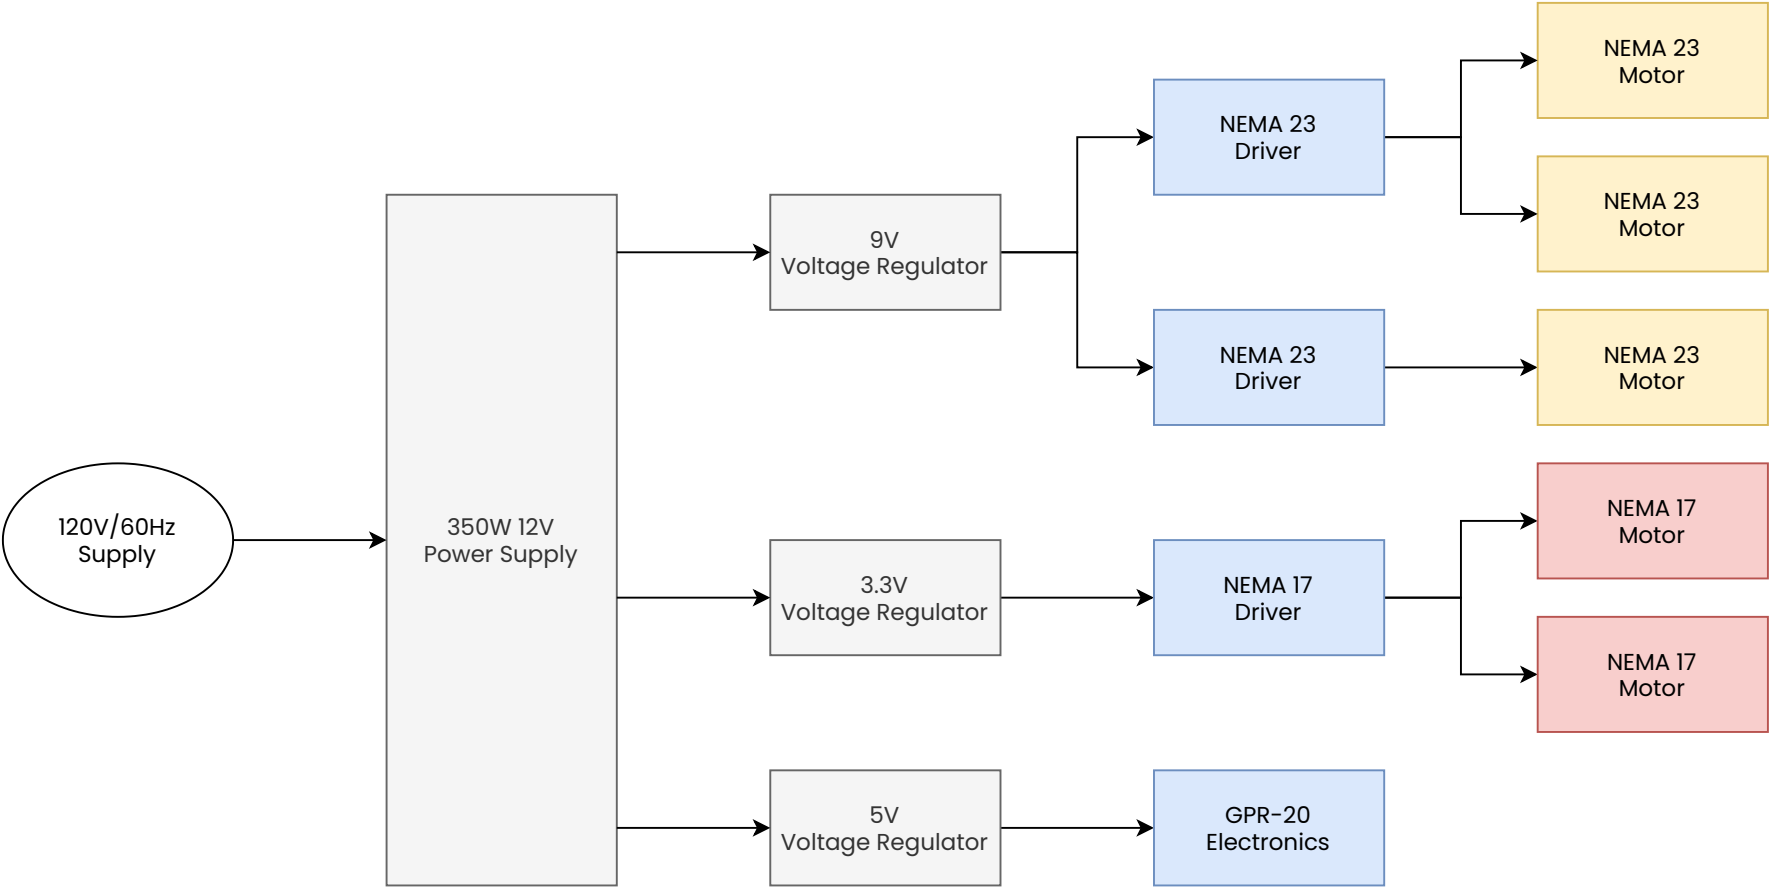 120V/60Hz
Supply
350W 12V
Power Supply
9V
Voltage Regulator
3.3V
Voltage Regulator
5V
Voltage Regulator
NEMA 23
Driver
NEMA 23
Driver
NEMA 17
Driver
GPR-20
Electronics
NEMA 23
Motor
NEMA 23
Motor
NEMA 23
Motor
NEMA 17
Motor
NEMA 17
Motor